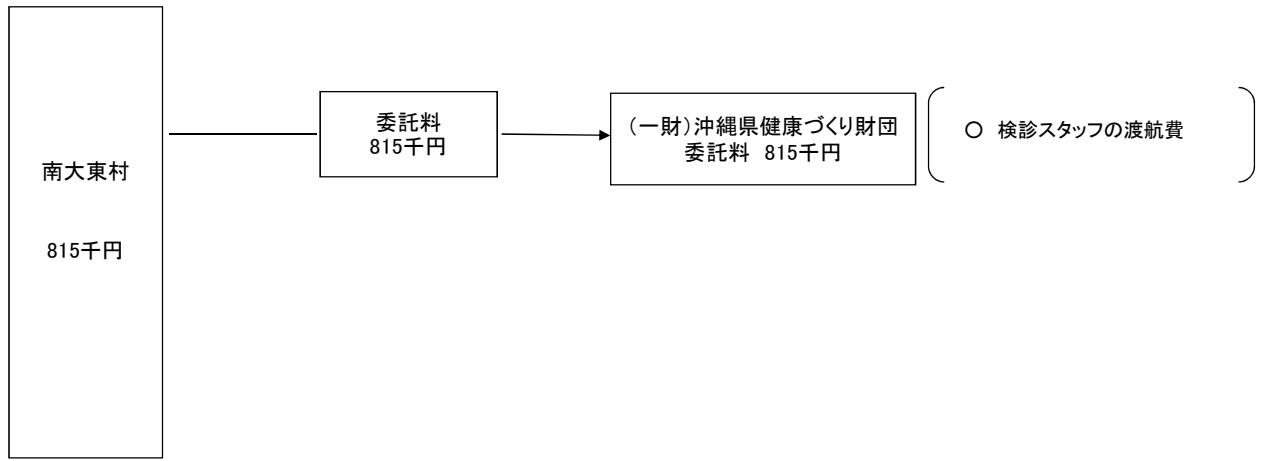 南大東村
815千円
委託料
815千円
(一財)沖縄県健康づくり財団
委託料 815千円
○ 検診スタッフの渡航費